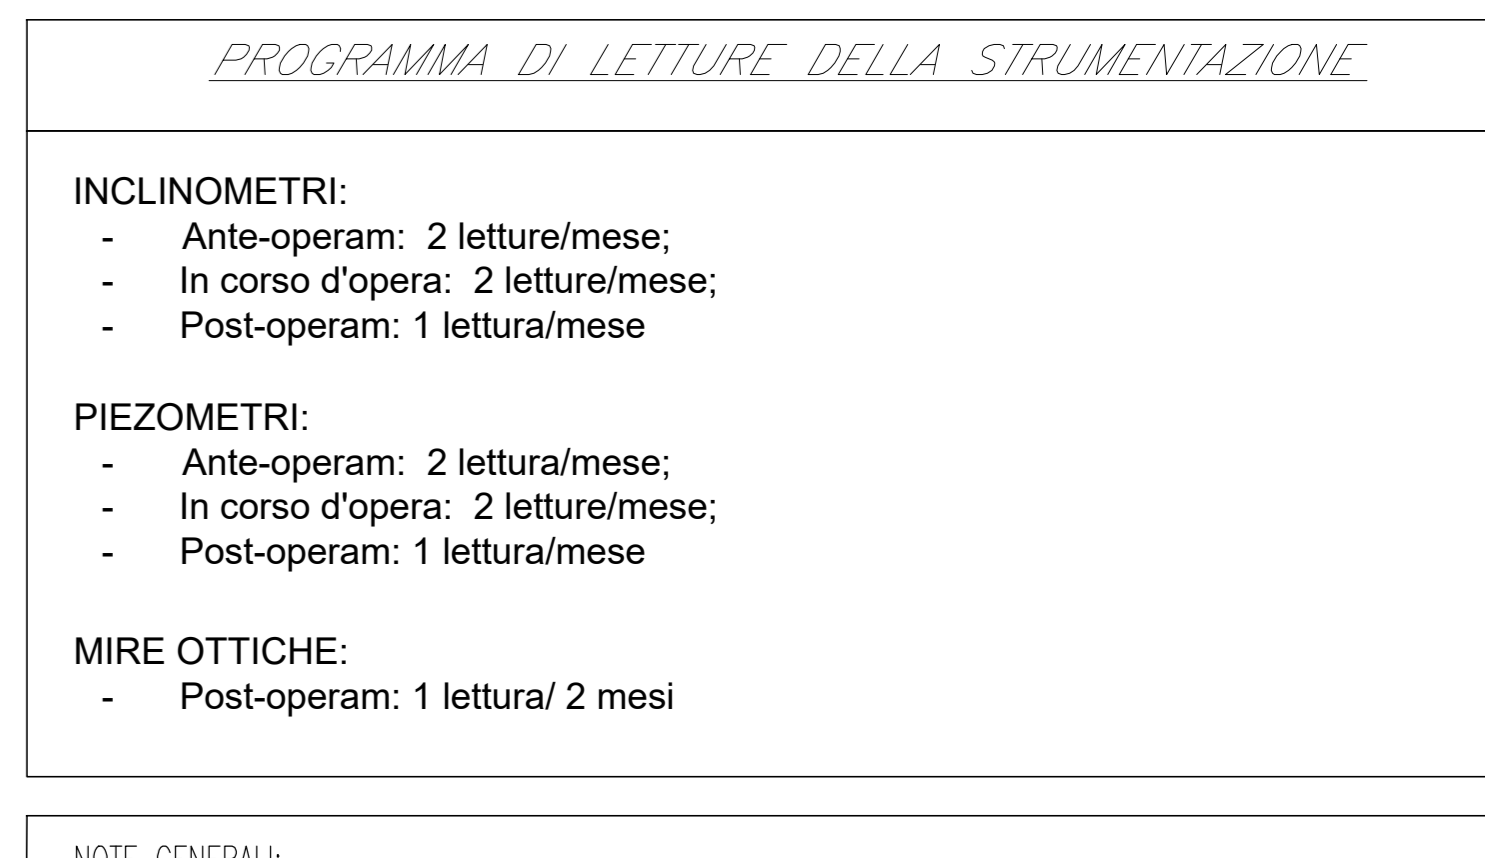 PROGRAMMA DI LETTURE DELLA STRUMENTAZIONE
INCLINOMETRI:
- Ante-operam: 2 letture/mese;
- In corso d'opera: 2 letture/mese;
- Post-operam: 1 lettura/mese
PIEZOMETRI:
- Ante-operam: 2 lettura/mese;
- In corso d'opera: 2 letture/mese;
- Post-operam: 1 lettura/mese
MIRE OTTICHE:
- Post-operam: 1 lettura/ 2 mesi
NOTE GENERALI: